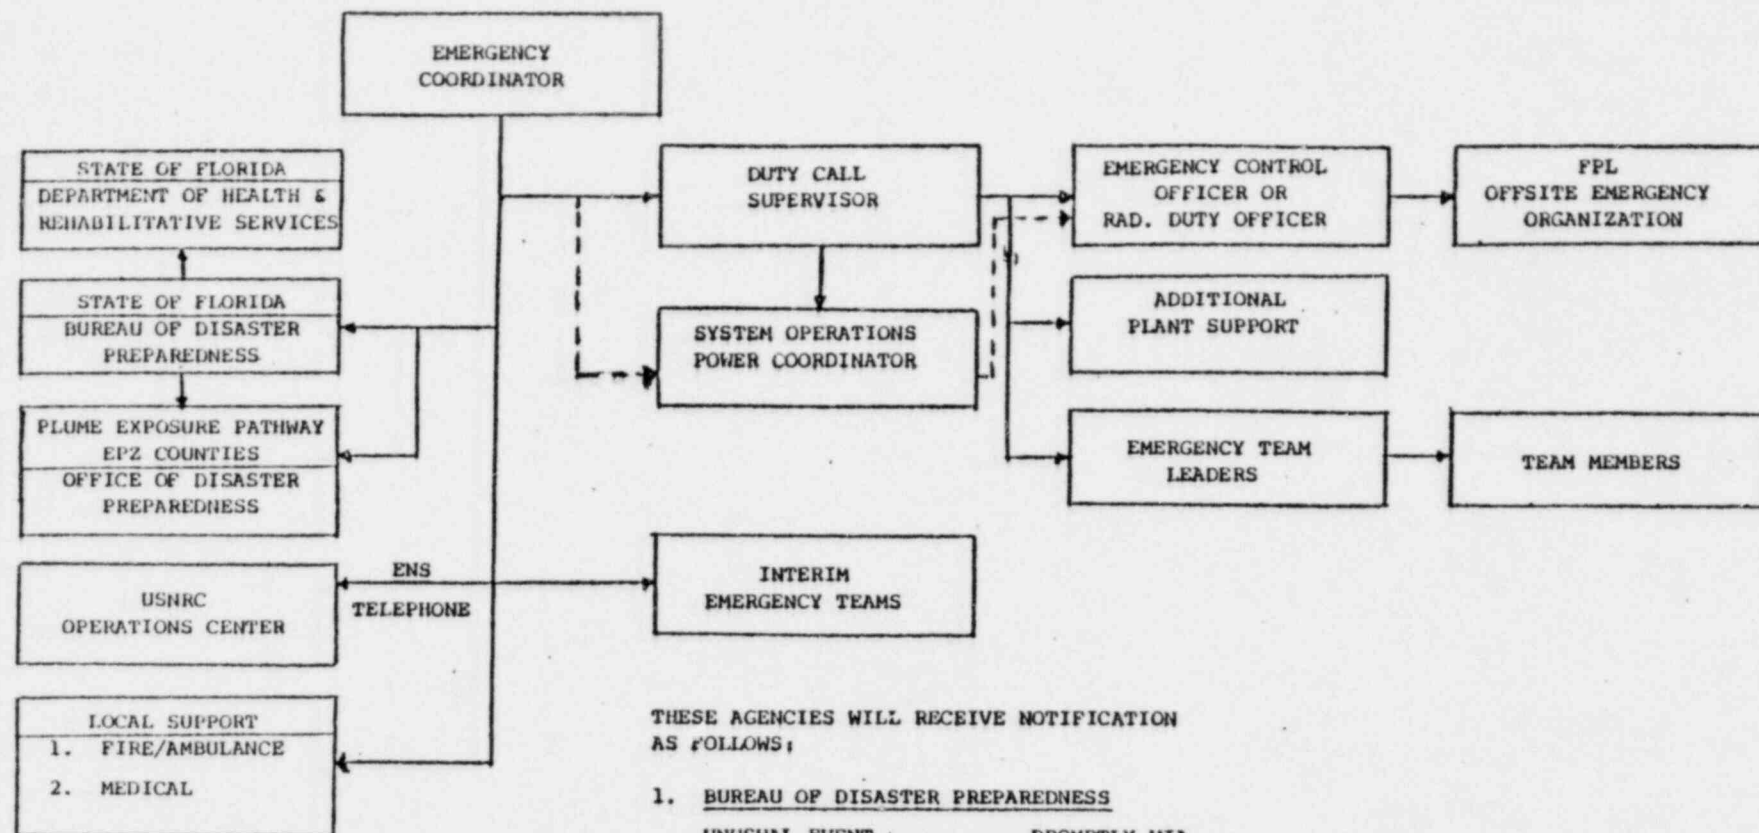 EMERGENCY
COORDINATOR
STATE OF FLORIDA
DEPARTMENT OF HEALTH &
REHABILITATIVE SERVICES
DUTY CALL
SUPERVISOR
EMERGENCY CONTROL
OFFICER OR
RAD. DUTY OFFICER
FPL
OFFSITE EMERGENCY
ORGANIZATION
STATE OF FLORIDA
BUREAU OF DISASTER
PREPAREDNESS
SYSTEM OPERATIONS
POWER COORDINATOR
ADDITIONAL
PLANT SUPPORT
PLUME EXPOSURE PATHWAY
EPZ COUNTIES
OFFICE OF DISASTER
PREPAREDNESS
EMERGENCY TEAM
LEADERS
TEAM MEMBERS
USNRC
OPERATIONS CENTER
ENS
TELEPHONE
INTERIM
EMERGENCY TEAMS
LOCAL SUPPORT
1. FIRE/AMBULANCE
2. MEDICAL
THESE AGENCIES WILL RECEIVE NOTIFICATION
AS FOLLOWS:
1. BUREAU OF DISASTER PREPAREDNESS
UNUSUAL EVENT PROMPTLY VIA